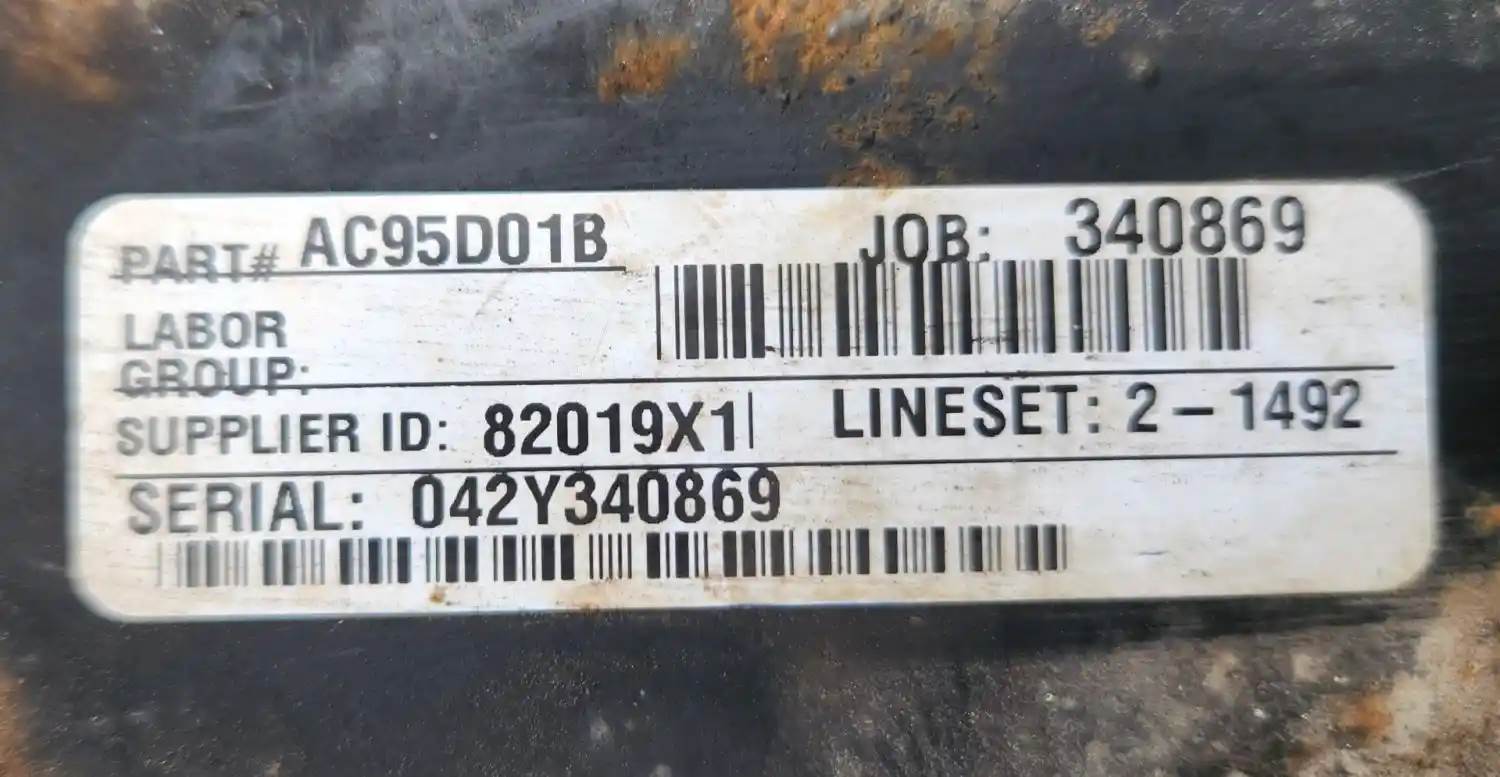 PART# AC95D01B JOB: 340869
LABOR
GROUP:
SUPPLIER ID: 82019X1 LINESET: 2-1492
SERIAL: 042Y340869